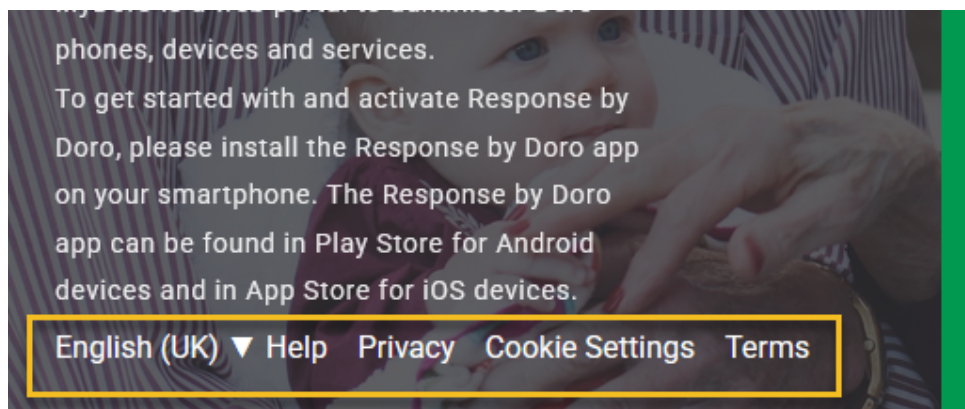 phones, devices and services.
To get started with and activate Response by
Doro, please install the Response by Doro app
on your smartphone. The Response by Doro
app can be found in Play Store for Android
devices and in App Store for iOS devices.
English (UK) ▼ Help Privacy Cookie Settings Terms